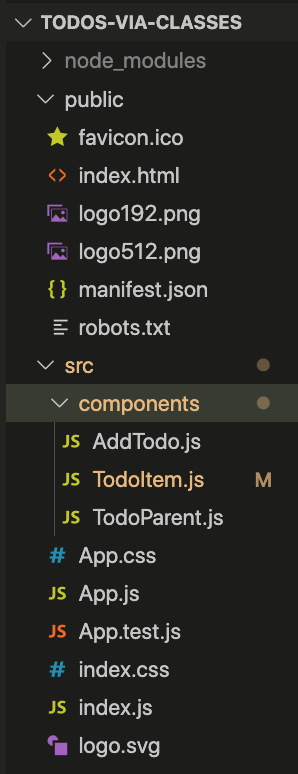 TODOS-VIA-CLASSES
node_modules
public
favicon.ico
index.html
logo192.png
logo512.png
{} manifest.json
robots.txt
src
components
JS AddTodo.js
JS TodoItem.js M
JS TodoParent.js
# App.css
JS App.js
JS App.test.js
# index.css
JS index.js
logo.svg